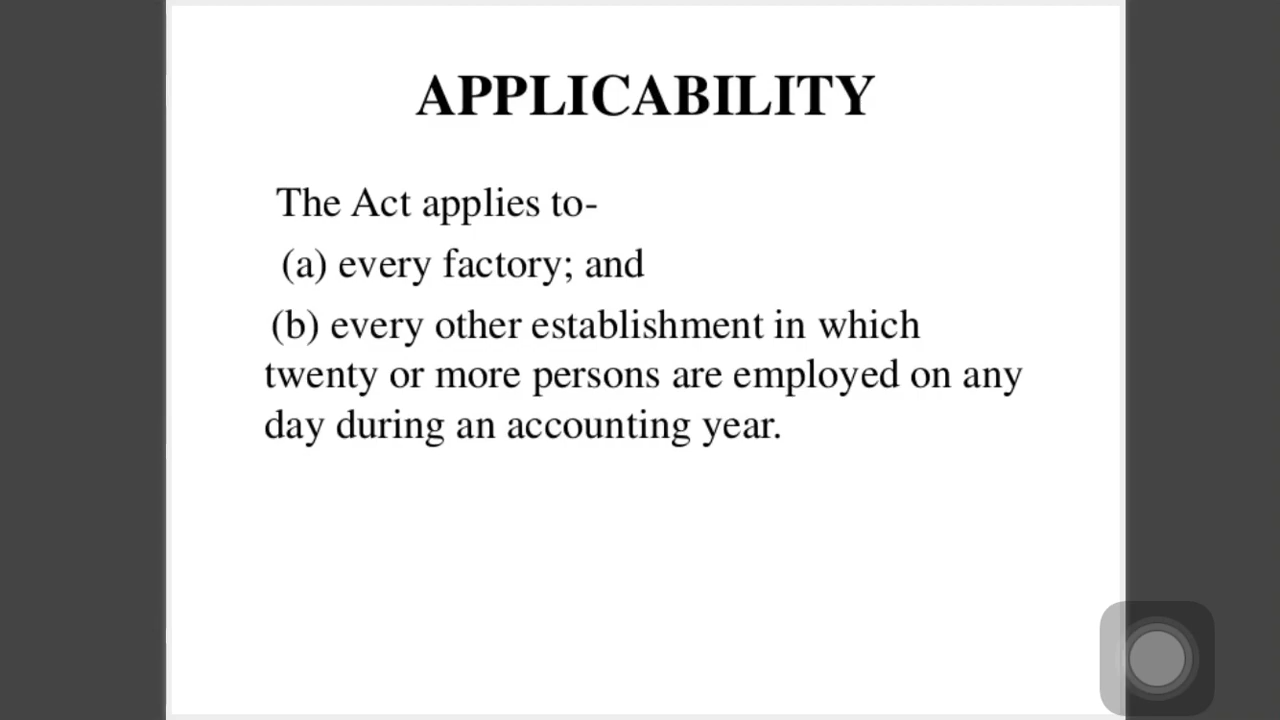 APPLICABILITY
The Act applies to-
(a) every factory; and
(b) every other establishment in which
twenty or more persons are employed on any
day during an accounting year.